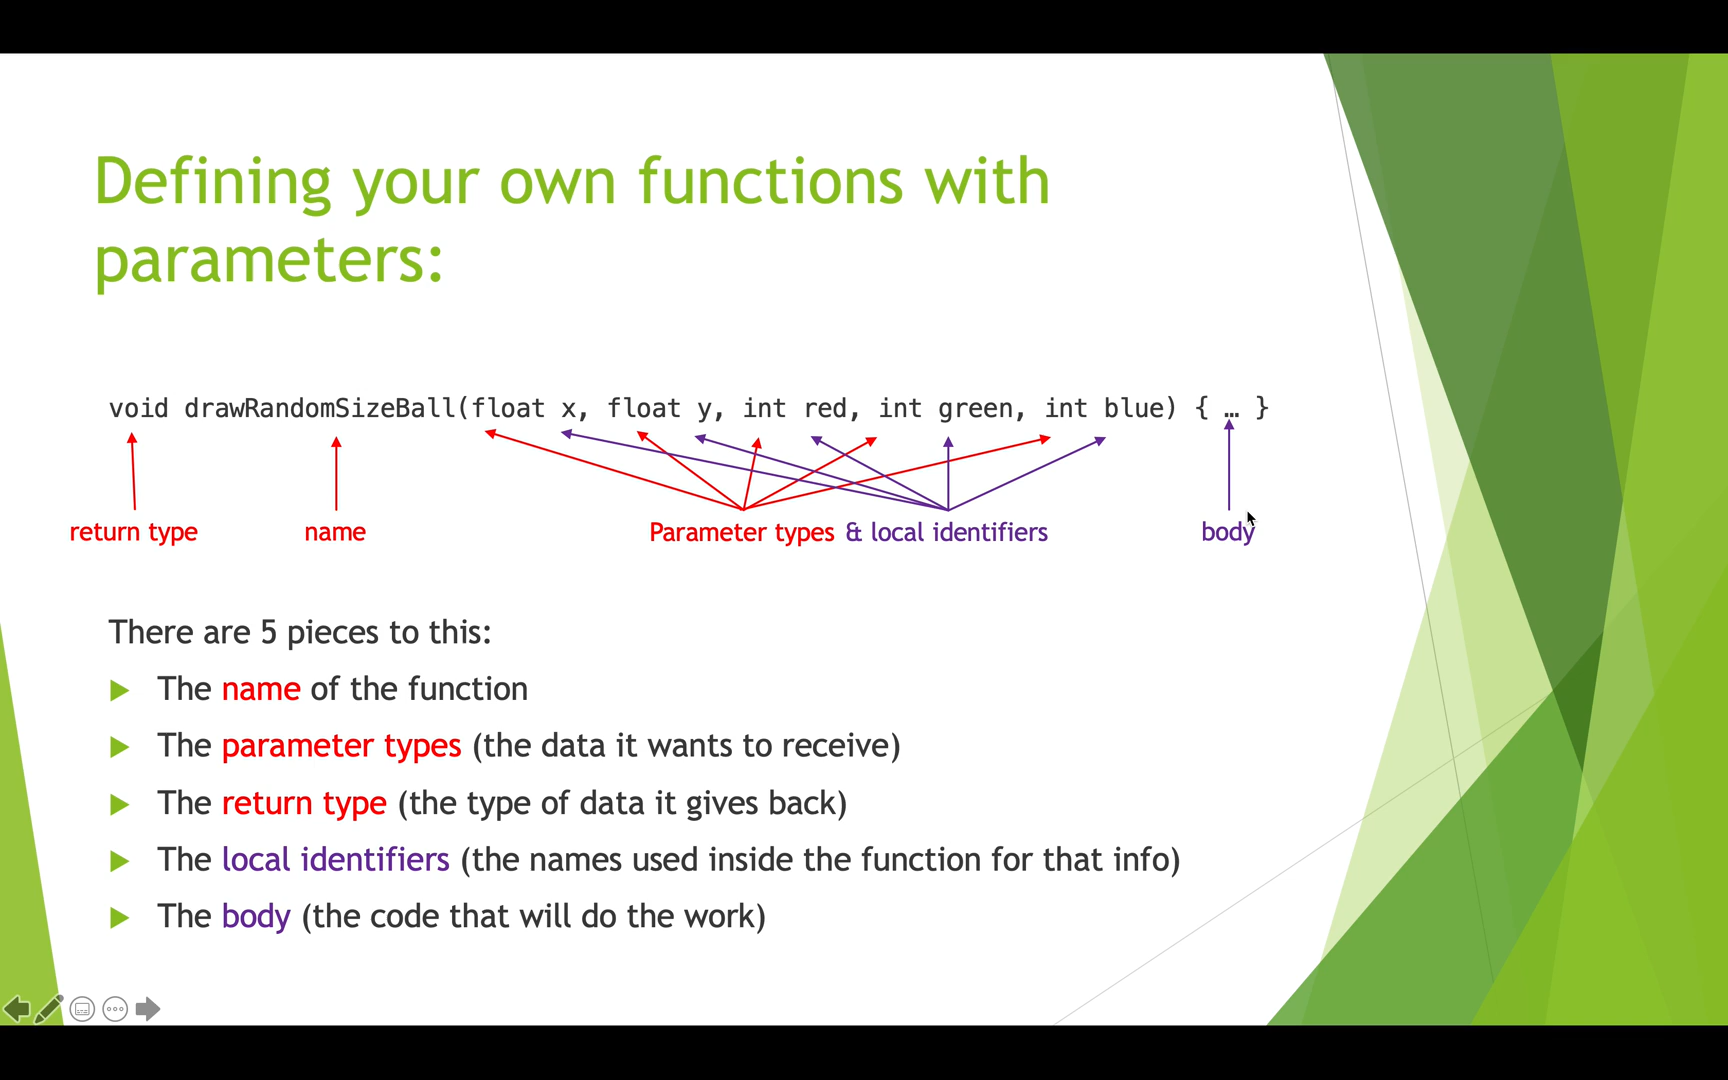 Defining your own functions with
parameters:
void drawRandomSizeBall(float x, float y, int red, int green, int blue) { … }
return type name Parameter types & local identifiers body
There are 5 pieces to this:
The name of the function
The parameter types (the data it wants to receive)
The return type (the type of data it gives back)
The local identifiers (the names used inside the function for that info)
The body (the code that will do the work)